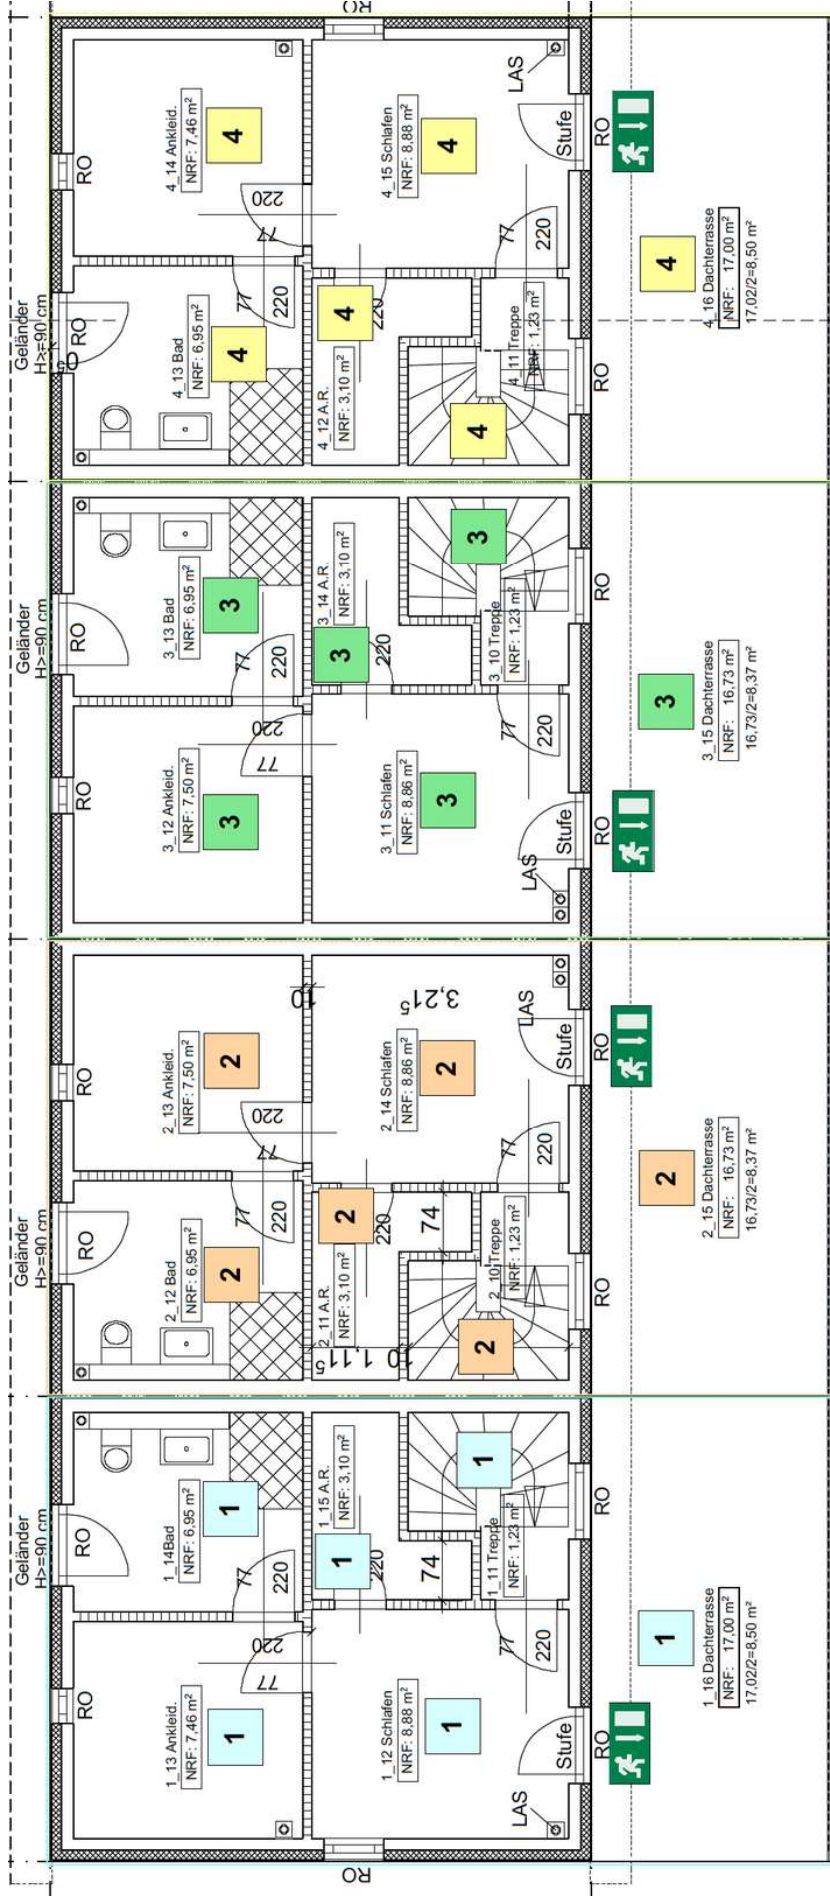 RO
4_14 Ankleid.
NRF: 7,46 m²
4
RO
220
77
4_15 Schlafen
NRF: 8,88 m²
4
LAS
Stufe
RO
77
220
4_16 Dachterrasse
NRF: 17,00 m²
17,02/2=8,50 m²
4
Geländer
H>=90 cm
RO
4_13 Bad
NRF: 6,95 m²
4
77
220
4_12 A.R.
NRF: 3,10 m²
4
220
4_11 Treppe
NRF: 1,23 m²
4
RO
Geländer
H>=90 cm
RO
3_13 Bad
NRF: 6,95 m²
3
77
220
3_14 A.R.
NRF: 3,10 m²
3
220
3_10 Treppe
NRF: 1,23 m²
3
RO
3_12 Ankleid.
NRF: 7,50 m²
3
RO
220
77
3_11 Schlafen
NRF: 8,86 m²
3
77
220
LAS
Stufe
RO
3_15 Dachterrasse
NRF: 16,73 m²
16,73/2=8,37 m²
3
2_13 Ankleid.
NRF: 7,50 m²
2
RO
220
77
10
3,21⁵
2_14 Schlafen
NRF: 8,86 m²
2
LAS
Stufe
RO
77
220
2_15 Dachterrasse
NRF: 16,73 m²
16,73/2=8,37 m²
2
Geländer
H>=90 cm
RO
2_12 Bad
NRF: 6,95 m²
2
77
220
2_11 A.R.
NRF: 3,10 m²
2
220
74
2_10 Treppe
NRF: 1,23 m²
2
10 1,11⁵
RO
Geländer
H>=90 cm
RO
1_14Bad
NRF: 6,95 m²
1
77
220
1_15 A.R.
NRF: 3,10 m²
1
220
74
1_11 Treppe
NRF: 1,23 m²
1
RO
1_13 Ankleid.
NRF: 7,46 m²
1
RO
220
77
1_12 Schlafen
NRF: 8,88 m²
1
77
220
LAS
Stufe
RO
1_16 Dachterrasse
NRF: 17,00 m²
17,02/2=8,50 m²
1
RO